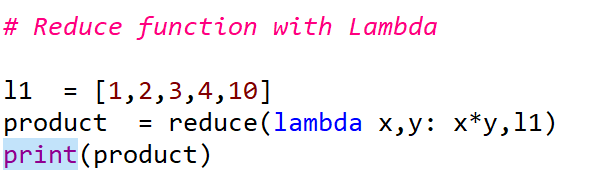 # Reduce function with Lambda
l1  = [1,2,3,4,10]
product  = reduce(lambda x,y: x*y,l1)
print(product)